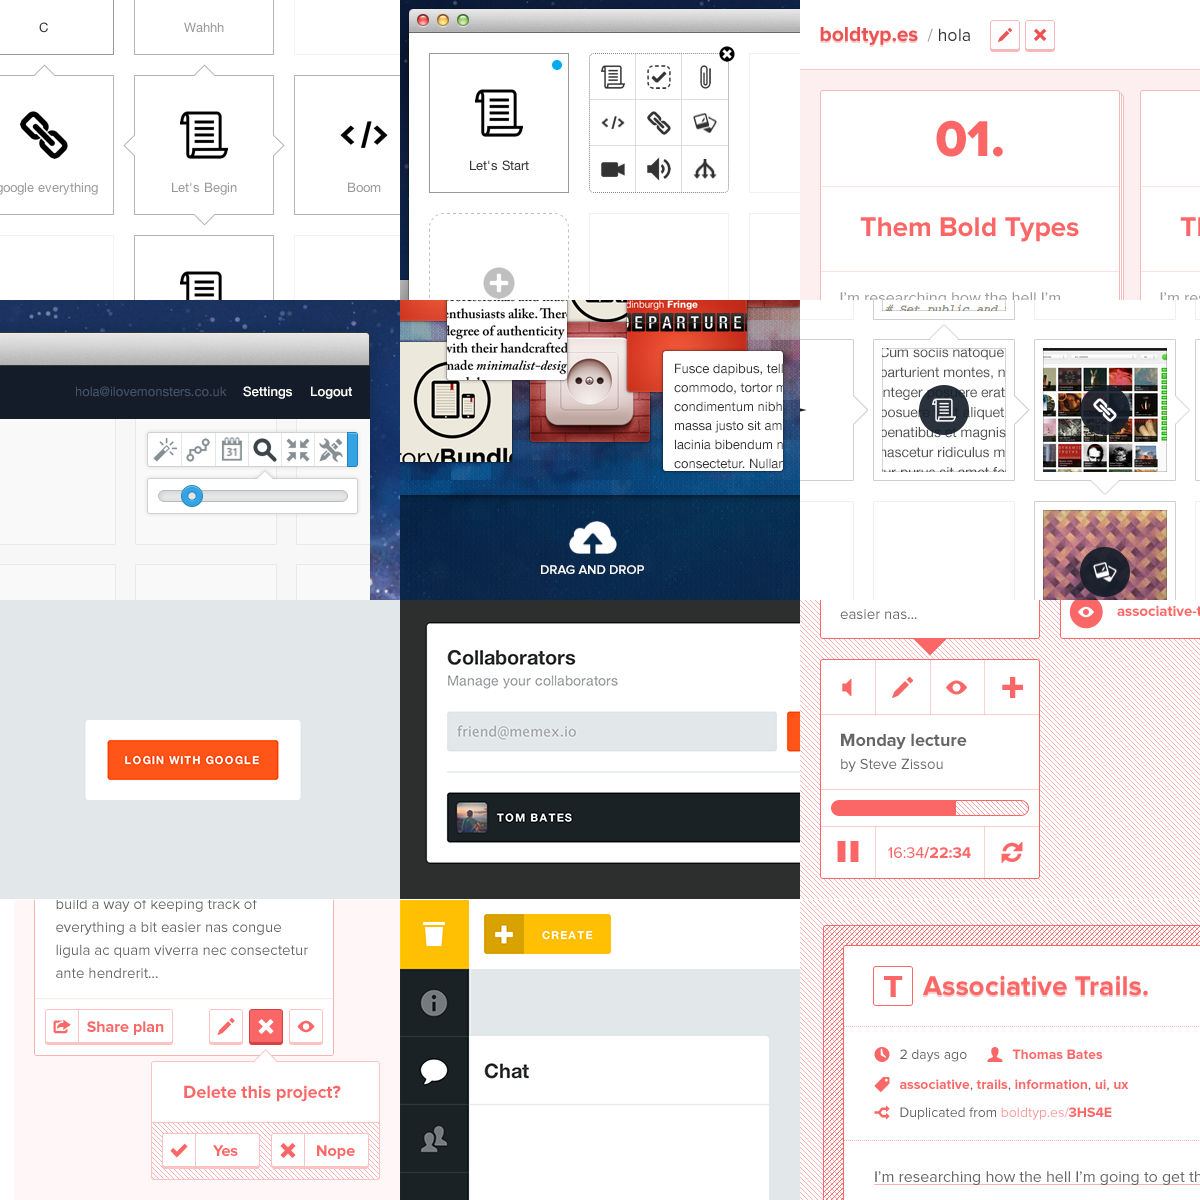 C
Wahhh
google everything
Let's Begin
Boom
Let's Start
boldtyp.es / hola
01.
Them Bold Types
I'm researching how the hell I'm
hola@ilovemonsters.co.uk
Settings
Logout
31
enthusiasts alike. Ther
degree of authenticity
with their handcrafted
made minimalist-desig
oryBundl
dinburgh Fringe
DEPARTURE
Fusce dapibus, tell
commodo, tortor m
condimentum nibh
massa justo sit am
lacinia bibendum n
consectetur. Nullar
DRAG AND DROP
# Set public and
Cum sociis natoque
parturient montes, n
integer
ere erat
posue
aliquet
penatibus
magnis
nascetur ridiculus m
LOGIN WITH GOOGLE
Collaborators
Manage your collaborators
friend@memex.io
TOM BATES
easier nas...
associative-t
Monday lecture
by Steve Zissou
16:34/22:34
build a way of keeping track of
everything a bit easier nas congue
ligula ac quam viverra nec consectetur
ante hendrerit...
Share plan
Delete this project?
Yes
Nope
CREATE
Chat
T Associative Trails.
2 days ago
Thomas Bates
associative, trails, information, ui, ux
Duplicated from boldtyp.es/3HS4E
I'm researching how the hell I'm going to get th